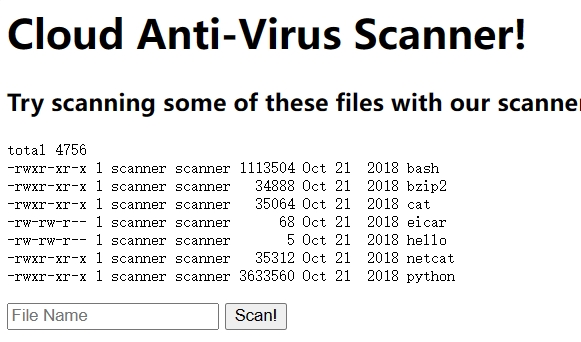 Cloud Anti-Virus Scanner!
Try scanning some of these files with our scanner
total 4756
-rwxr-xr-x 1 scanner scanner 1113504 Oct 21  2018 bash
-rwxr-xr-x 1 scanner scanner   34888 Oct 21  2018 bzip2
-rwxr-xr-x 1 scanner scanner   35064 Oct 21  2018 cat
-rw-rw-r-- 1 scanner scanner      68 Oct 21  2018 eicar
-rw-rw-r-- 1 scanner scanner       5 Oct 21  2018 hello
-rwxr-xr-x 1 scanner scanner   35312 Oct 21  2018 netcat
-rwxr-xr-x 1 scanner scanner 3633560 Oct 21  2018 python
File Name Scan!